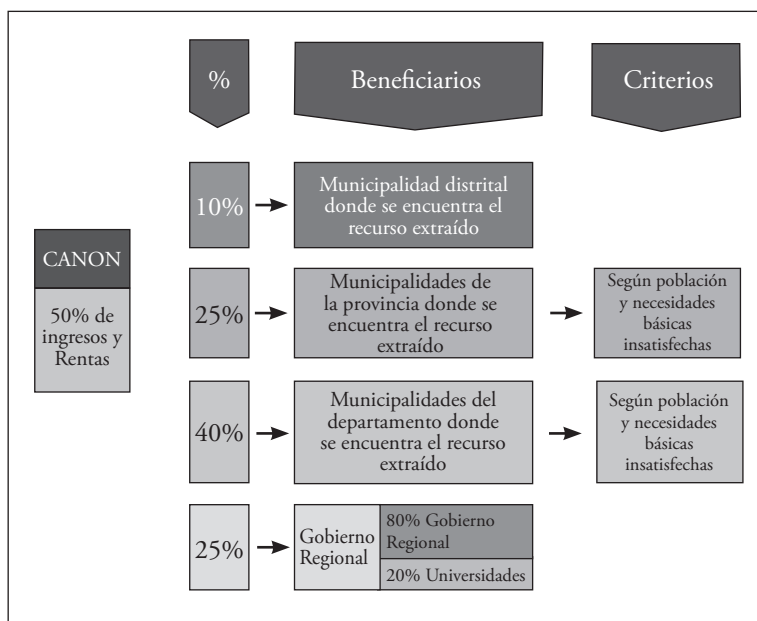 %
Beneficiarios
Criterios
10%
Municipalidad distrital
donde se encuentra el
recurso extraído
CANON
50% de
ingresos y
Rentas
25%
Municipalidades de
la provincia donde se
encuentra el recurso
extraído
Según población
y necesidades
básicas
insatisfechas
40%
Municipalidades del
departamento donde
se encuentra el recurso
extraído
Según población
y necesidades
básicas
insatisfechas
25%
Gobierno
Regional
80% Gobierno
Regional
20% Universidades